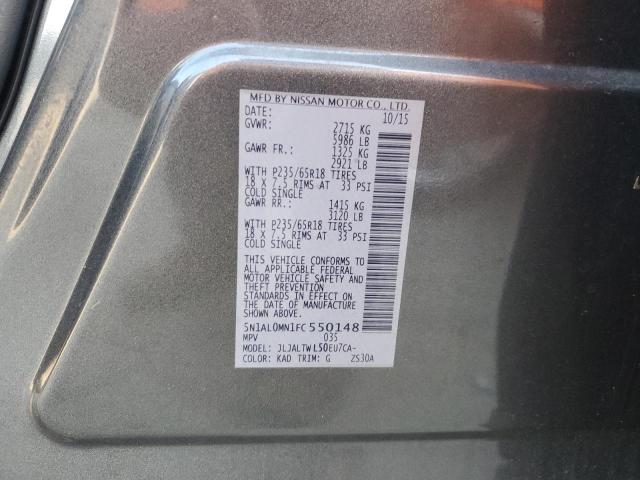 MFD BY NISSAN MOTOR CO., LTD.
DATE: 10/15
GVWR: 2715 KG
5986 LB
GAWR FR.: 1325 KG
2921 LB
WITH P235/65R18 TIRES
18 X 7.5 RIMS AT 33 PSI
COLD SINGLE
GAWR RR.: 1415 KG
3120 LB
WITH P235/65R18 TIRES
18 X 7.5 RIMS AT 33 PSI
COLD SINGLE
THIS VEHICLE CONFORMS TO
ALL APPLICABLE FEDERAL
MOTOR VEHICLE SAFETY AND
THEFT PREVENTION
STANDARDS IN EFFECT ON
THE DATE OF MANUFACTURE
SHOWN ABOVE.
5N1AL0MN1FC550148
MPV 035
MODEL: JLJALTWL50EU7CA-
COLOR: KAD TRIM: G ZS30A